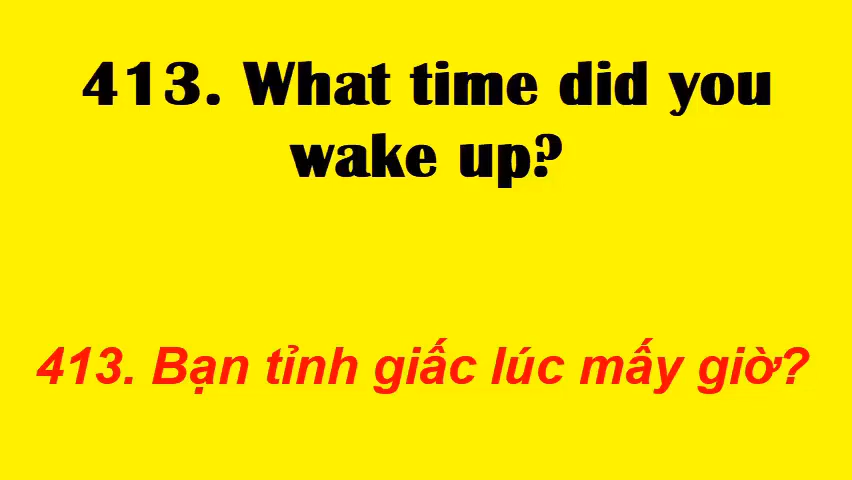 413. What time did you
wake up?
413. Bạn tỉnh giấc lúc mấy giờ?